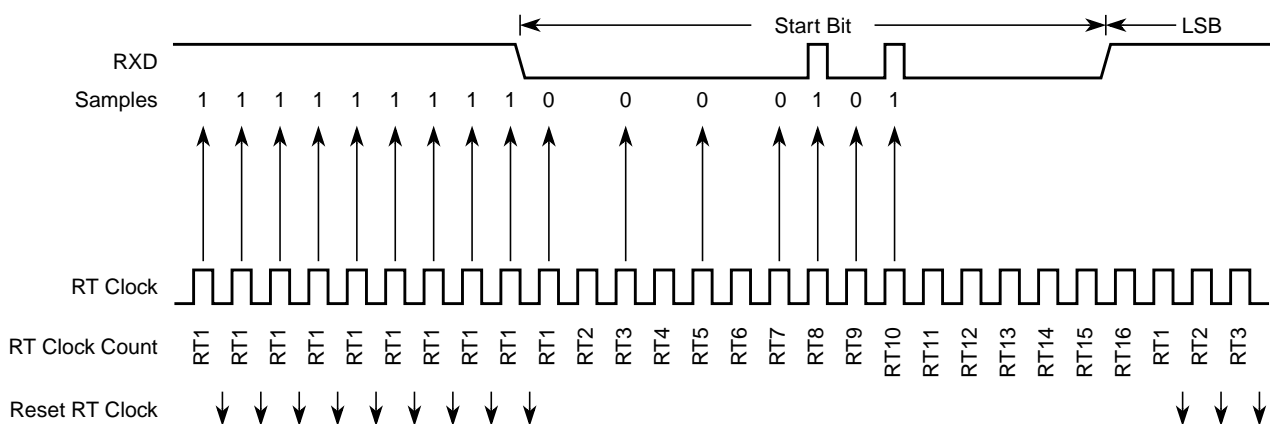 Start Bit LSB
RXD
Samples 1 1 1 1 1 1 1 1 1 0 0 0 0 1 0 1
RT Clock
RT Clock Count RT1 RT1 RT1 RT1 RT1 RT1 RT1 RT1 RT1 RT1 RT2 RT3 RT4 RT5 RT6 RT7 RT8 RT9 RT10 RT11 RT12 RT13 RT14 RT15 RT16 RT1 RT2 RT3
Reset RT Clock